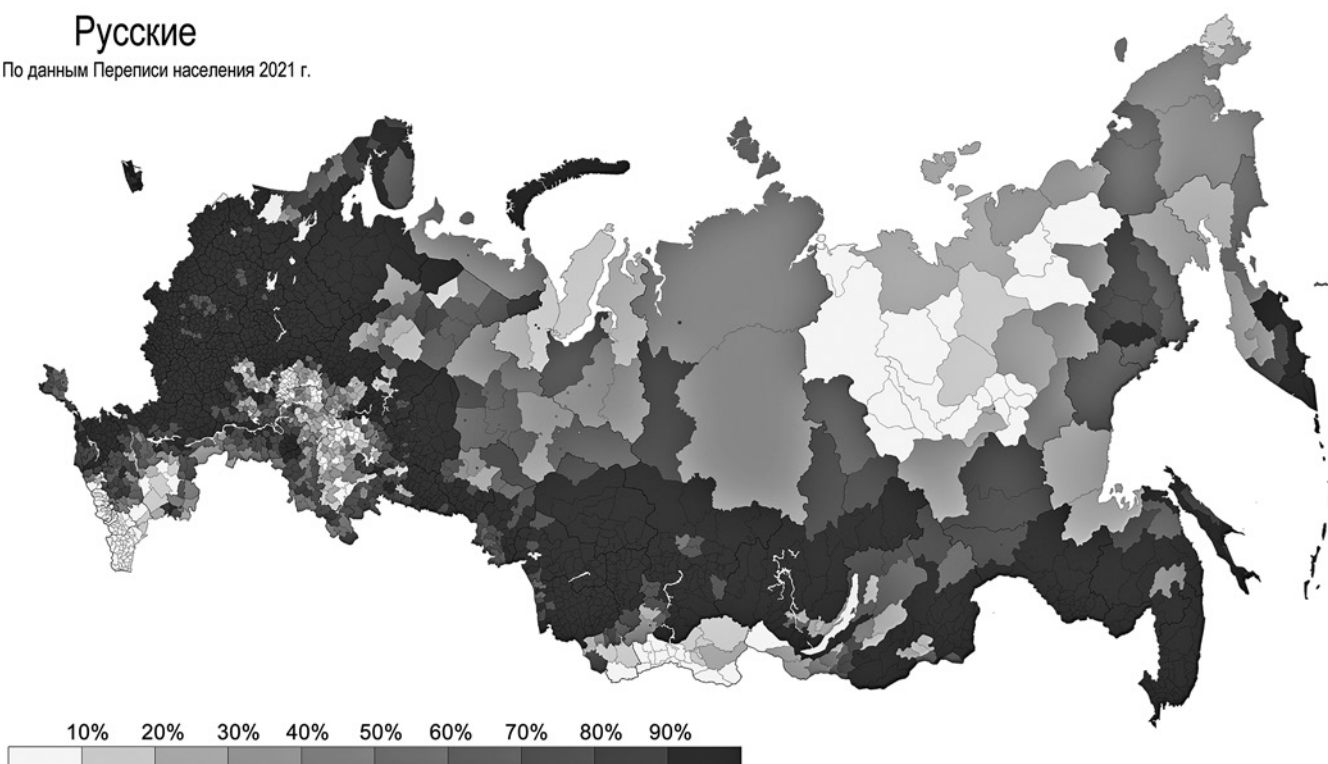 Русские
По данным Переписи населения 2021 г.
10% 20% 30% 40% 50% 60% 70% 80% 90%